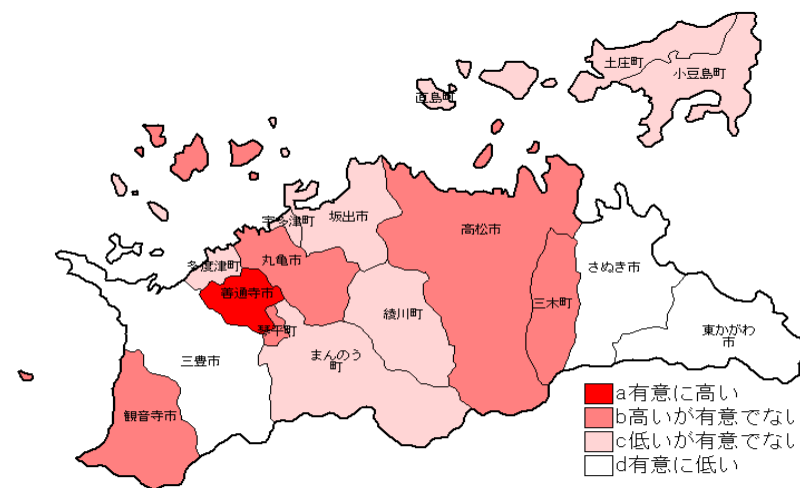 土庄町
小豆島町
直島町
宇多津町
坂出市
高松市
多度津町
丸亀市
さぬき市
善通寺市
三木町
綾川町
琴平町
東かがわ
市
まんのう
町
三豊市
観音寺市
a有意に高い
b高いが有意でない
c低いが有意でない
d有意に低い